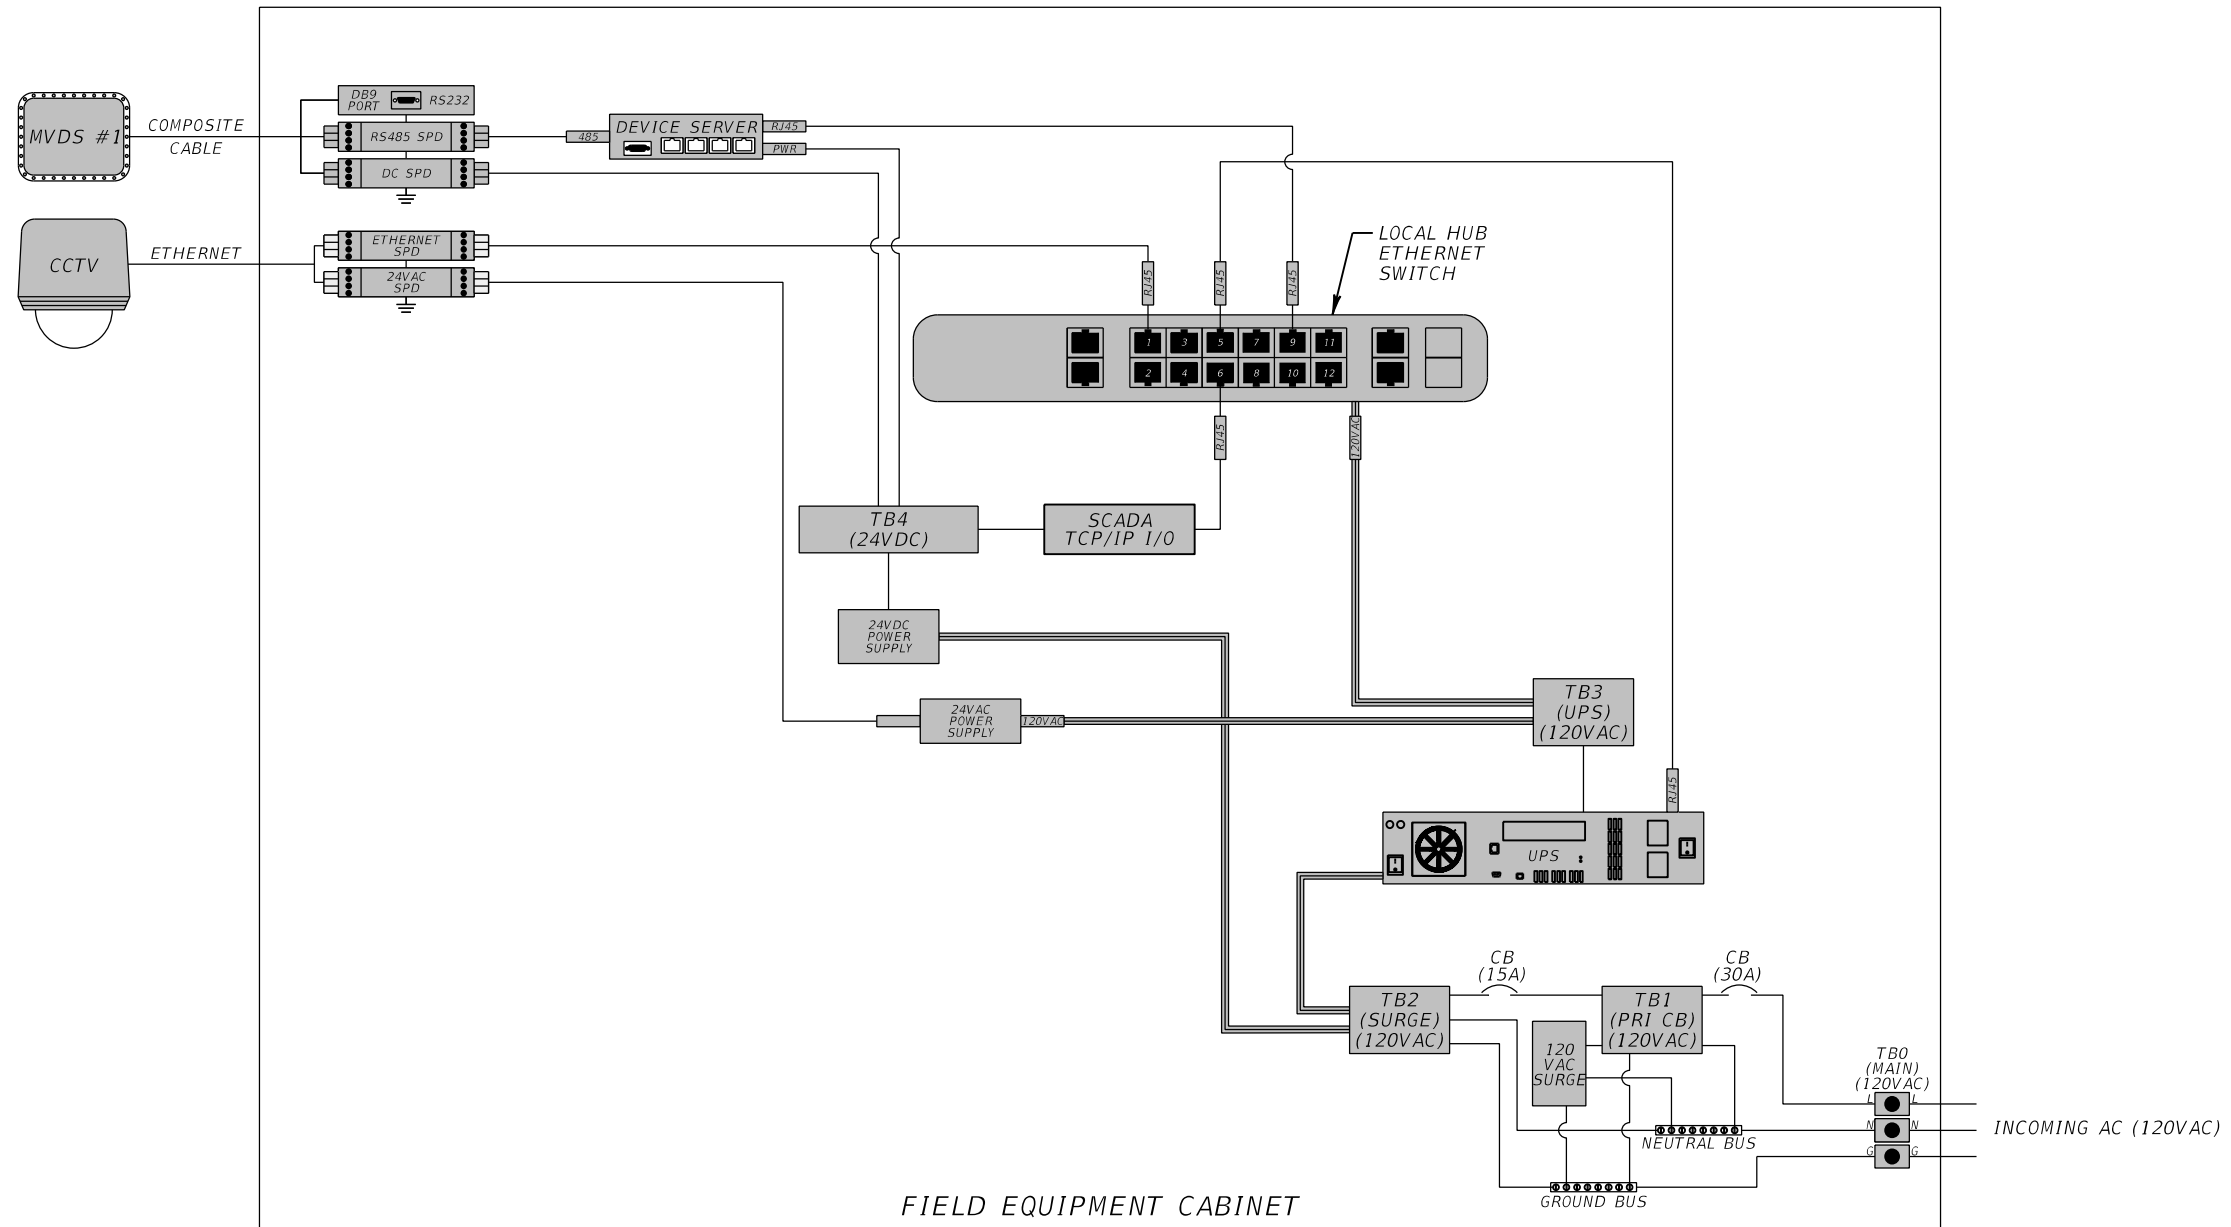 MVDS #1
COMPOSITE
CABLE
DB9
PORT
RS232
RS485 SPD
DC SPD
485
DEVICE SERVER
RJ45
PWR
CCTV
ETHERNET
ETHERNET
SPD
24VAC
SPD
LOCAL HUB
ETHERNET
SWITCH
RJ45
RJ45
RJ45
1
3
5
7
9
11
2
4
6
8
10
12
RJ45
120VAC
TB4
(24VDC)
SCADA
TCP/IP I/O
24VDC
POWER
SUPPLY
24VAC
POWER
SUPPLY
120VAC
TB3
(UPS)
(120VAC)
RJ45
UPS
CB
(15A)
CB
(30A)
TB2
(SURGE)
(120VAC)
TB1
(PRI CB)
(120VAC)
120
VAC
SURGE
TB0
(MAIN)
(120VAC)
L
L
N
N
G
G
INCOMING AC (120VAC)
NEUTRAL BUS
GROUND BUS
FIELD EQUIPMENT CABINET